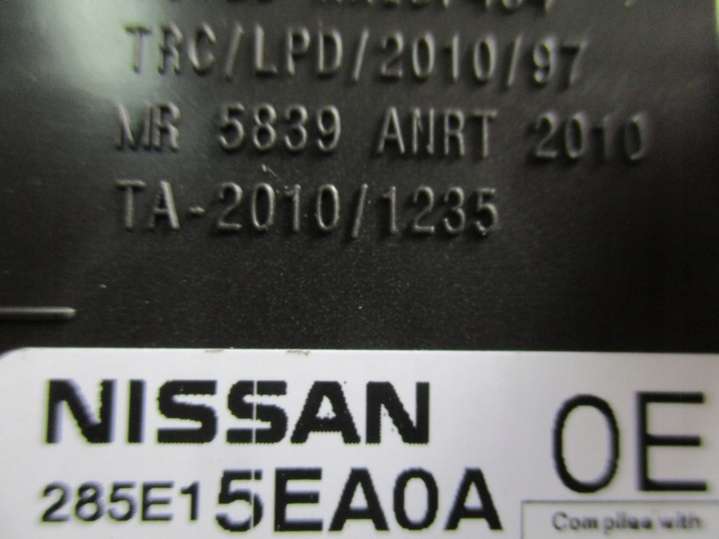 TRC/LPD/2010/97
MR 5839 ANRT 2010
TA-2010/1235
NISSAN
285E1 5EA0A
0E
Complies with